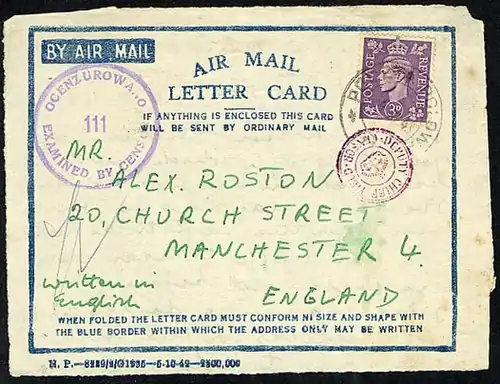 BY AIR MAIL
AIR MAIL
LETTER CARD
IF ANYTHING IS ENCLOSED THIS CARD
WILL BE SENT BY ORDINARY MAIL
POSTAGE REVENUE
3D
OCENZUROWANO
111
EXAMINED BY CENSOR
DEPUTY CHIEF
MR.
ALEX. ROSTON
20, CHURCH STREET
MANCHESTER 4.
ENGLAND
written in
English
WHEN FOLDED THE LETTER CARD MUST CONFORM NI SIZE AND SHAPE WITH
THE BLUE BORDER WITHIN WHICH THE ADDRESS ONLY MAY BE WRITTEN